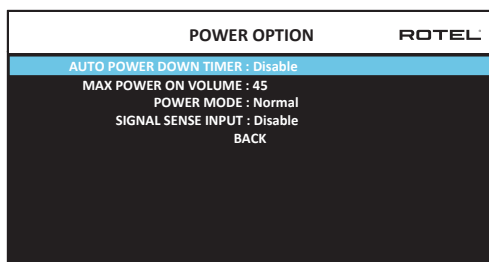 POWER OPTION ROTEL
AUTO POWER DOWN TIMER : Disable
MAX POWER ON VOLUME : 45
POWER MODE : Normal
SIGNAL SENSE INPUT : Disable
BACK